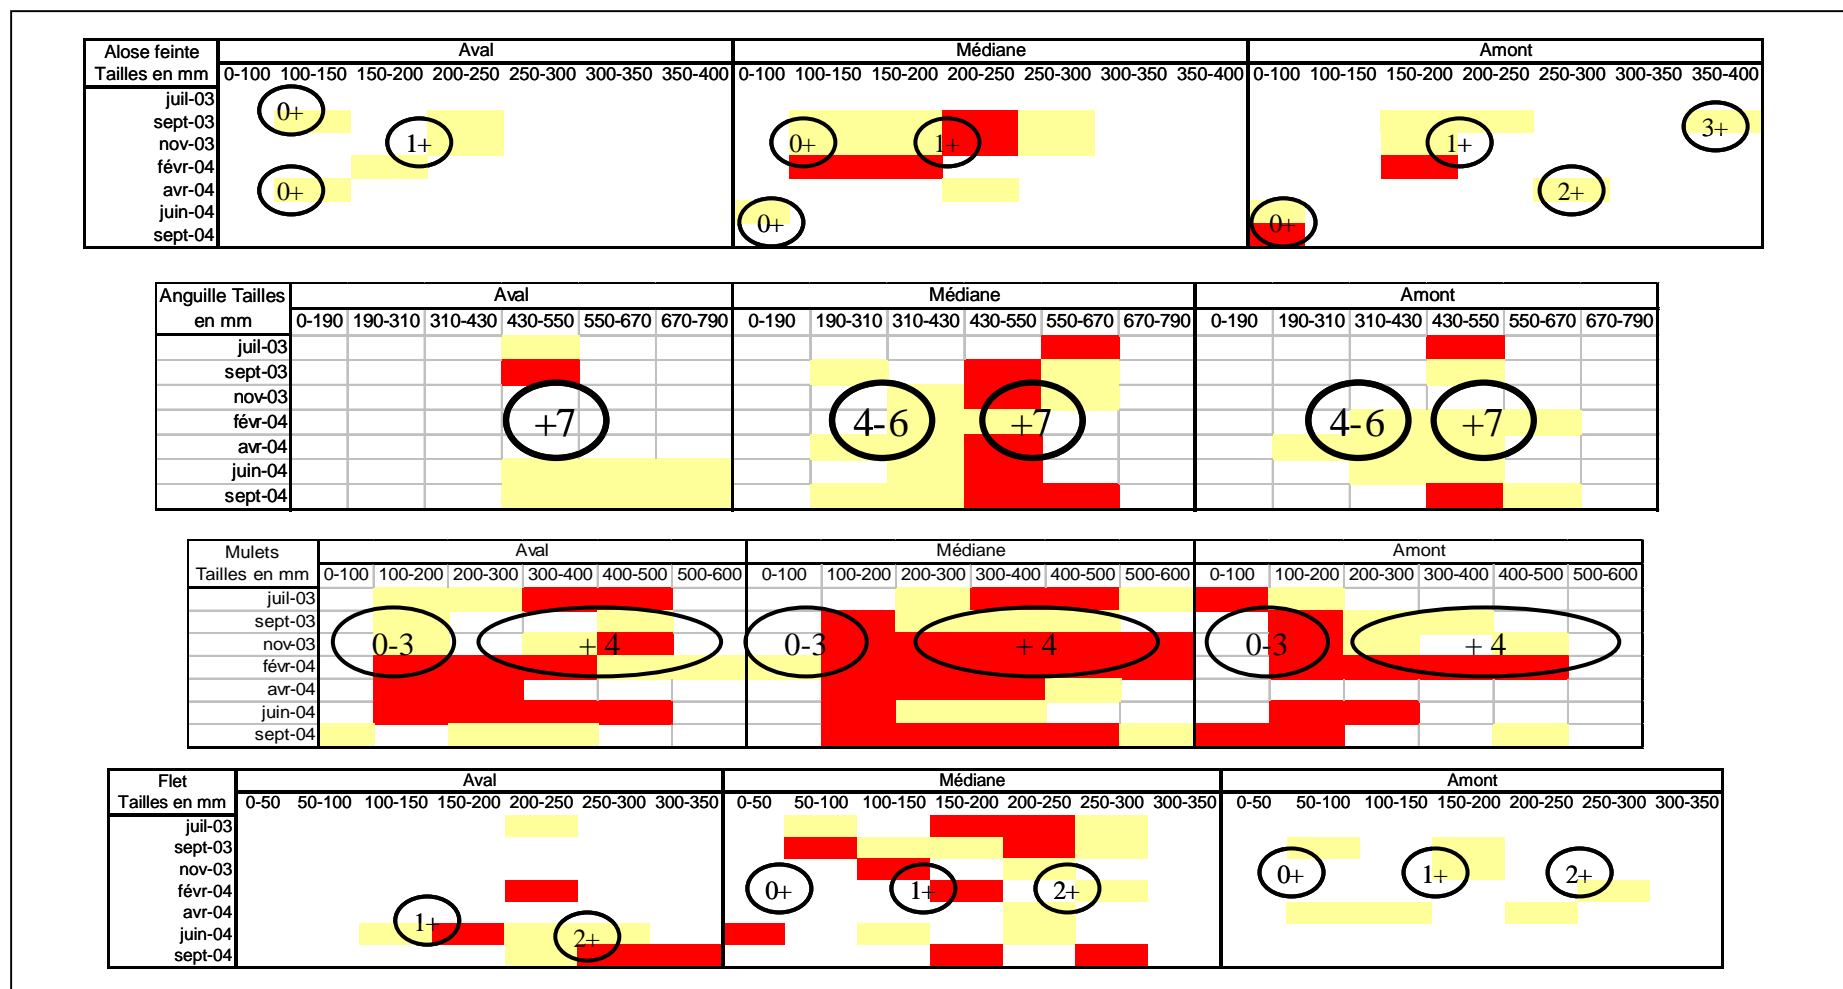 Alose feinte Aval Médiane Amont
Tailles en mm 0-100 100-150 150-200 200-250 250-300 300-350 350-400 0-100 100-150 150-200 200-250 250-300 300-350 350-400 0-100 100-150 150-200 200-250 250-300 300-350 350-400
juil-03
0+
sept-03 3+
nov-03 1+ 0+ 1+ 1+
févr-04
avr-04 0+ 2+
juin-04
0+ 0+
sept-04
Anguille Tailles Aval Médiane Amont
en mm 0-190 190-310 310-430 430-550 550-670 670-790 0-190 190-310 310-430 430-550 550-670 670-790 0-190 190-310 310-430 430-550 550-670 670-790
juil-03
sept-03
nov-03
févr-04 +7 4-6 +7 4-6 +7
avr-04
juin-04
sept-04
Mulets Aval Médiane Amont
Tailles en mm 0-100 100-200 200-300 300-400 400-500 500-600 0-100 100-200 200-300 300-400 400-500 500-600 0-100 100-200 200-300 300-400 400-500 500-600
juil-03
sept-03
nov-03 0-3 + 4 0-3 + 4 0-3 + 4
févr-04
avr-04
juin-04
sept-04
Flet Aval Médiane Amont
Tailles en mm 0-50 50-100 100-150 150-200 200-250 250-300 300-350 0-50 50-100 100-150 150-200 200-250 250-300 300-350 0-50 50-100 100-150 150-200 200-250 250-300 300-350
juil-03
sept-03
nov-03 0+ 1+ 2+
févr-04 0+ 1+ 2+
avr-04 1+
juin-04 2+
sept-04